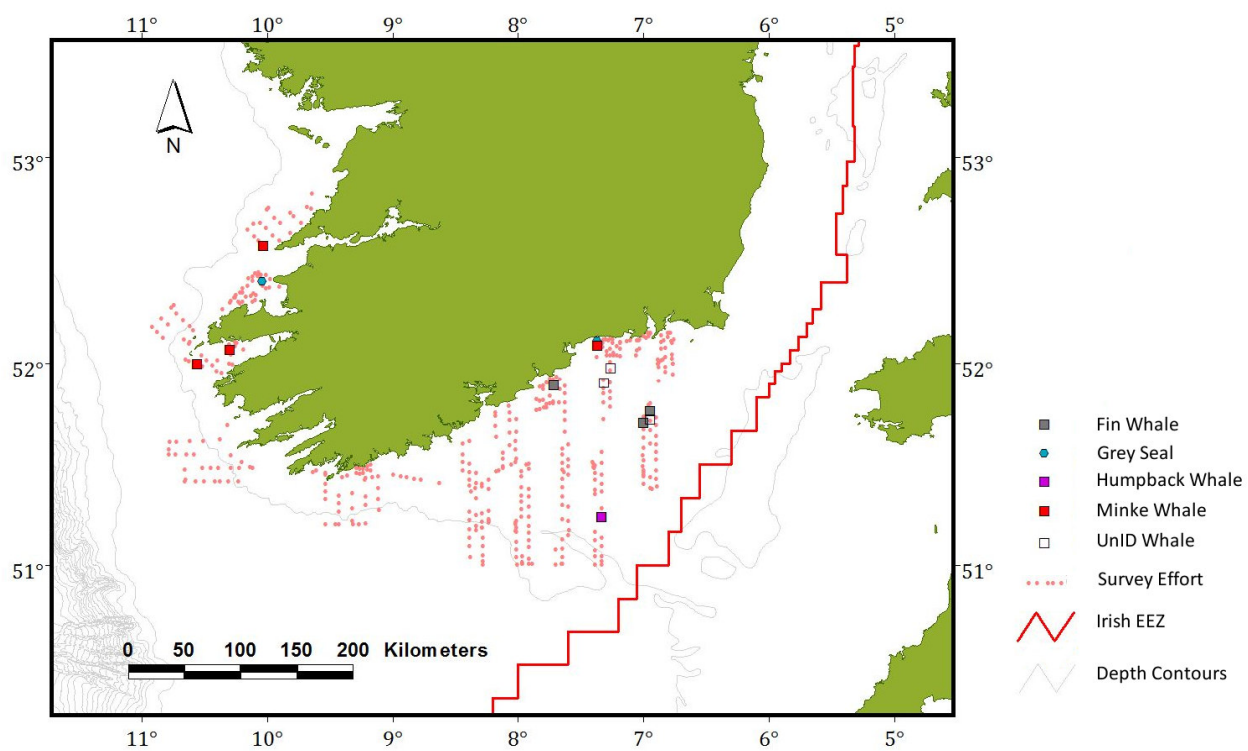 11° 10° 9° 8° 7° 6° 5°
N
53° 53°
52° 52°
51° 51°
0 50 100 150 200 Kilometers
11° 10° 9° 8° 7° 6° 5°
Fin Whale
Grey Seal
Humpback Whale
Minke Whale
UnID Whale
Survey Effort
Irish EEZ
Depth Contours